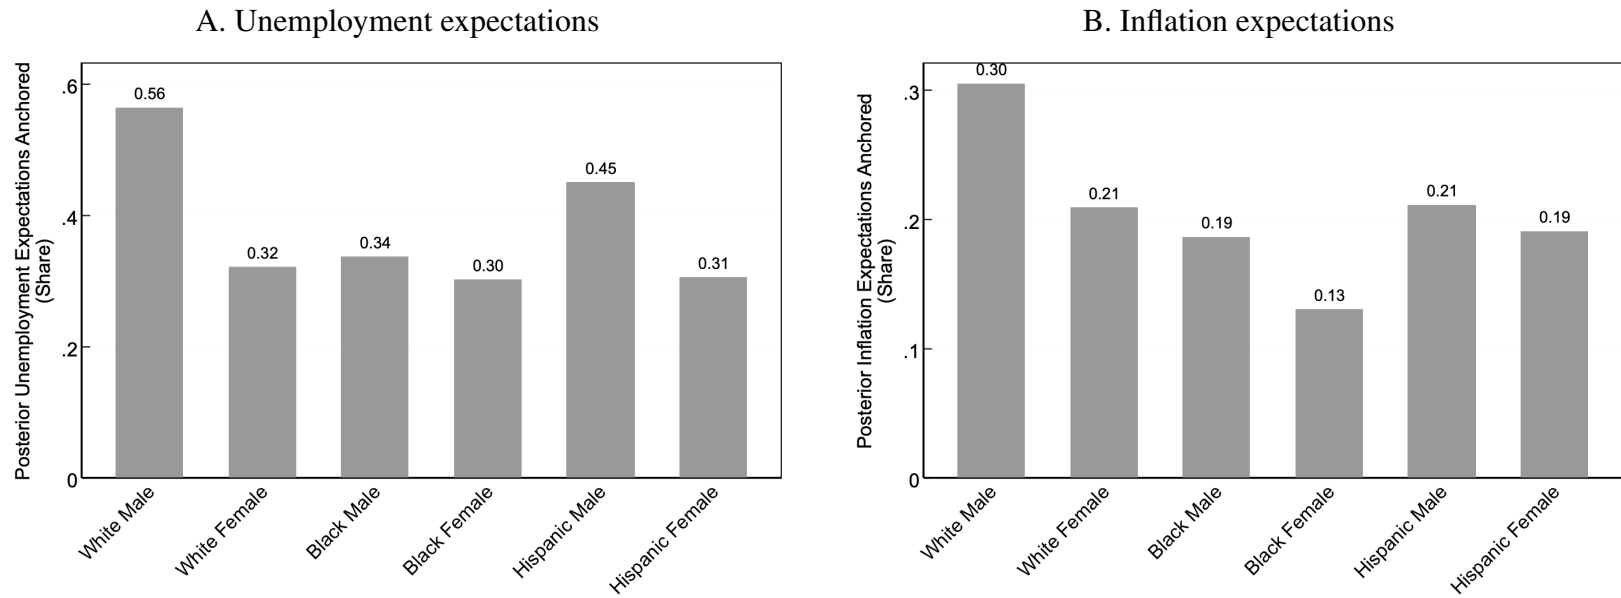 A. Unemployment expectations
Posterior Unemployment Expectations Anchored
(Share)
.6
.4
.2
0
0.56
0.32
0.34
0.30
0.45
0.31
White Male
White Female
Black Male
Black Female
Hispanic Male
Hispanic Female
B. Inflation expectations
Posterior Inflation Expectations Anchored
(Share)
.3
.2
.1
0
0.30
0.21
0.19
0.13
0.21
0.19
White Male
White Female
Black Male
Black Female
Hispanic Male
Hispanic Female